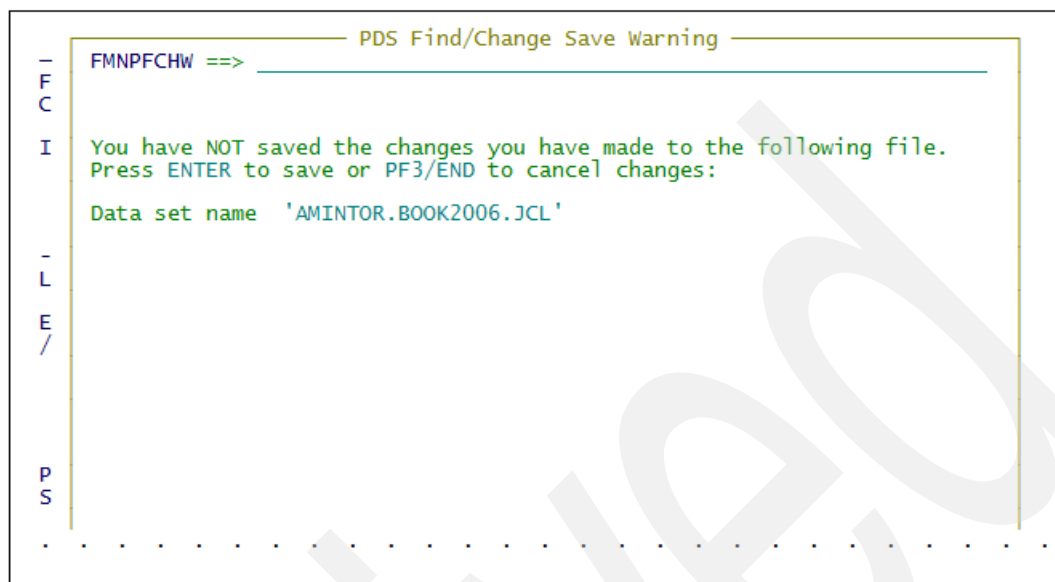 PDS Find/Change Save Warning
FMNPFCHW ==>
F
C
I You have NOT saved the changes you have made to the following file.
Press ENTER to save or PF3/END to cancel changes:
Data set name 'AMINTOR.BOOK2006.JCL'
-
L
E
/
P
S
. . . . . . . . . . . . . . . . . . . . . . . . . . .